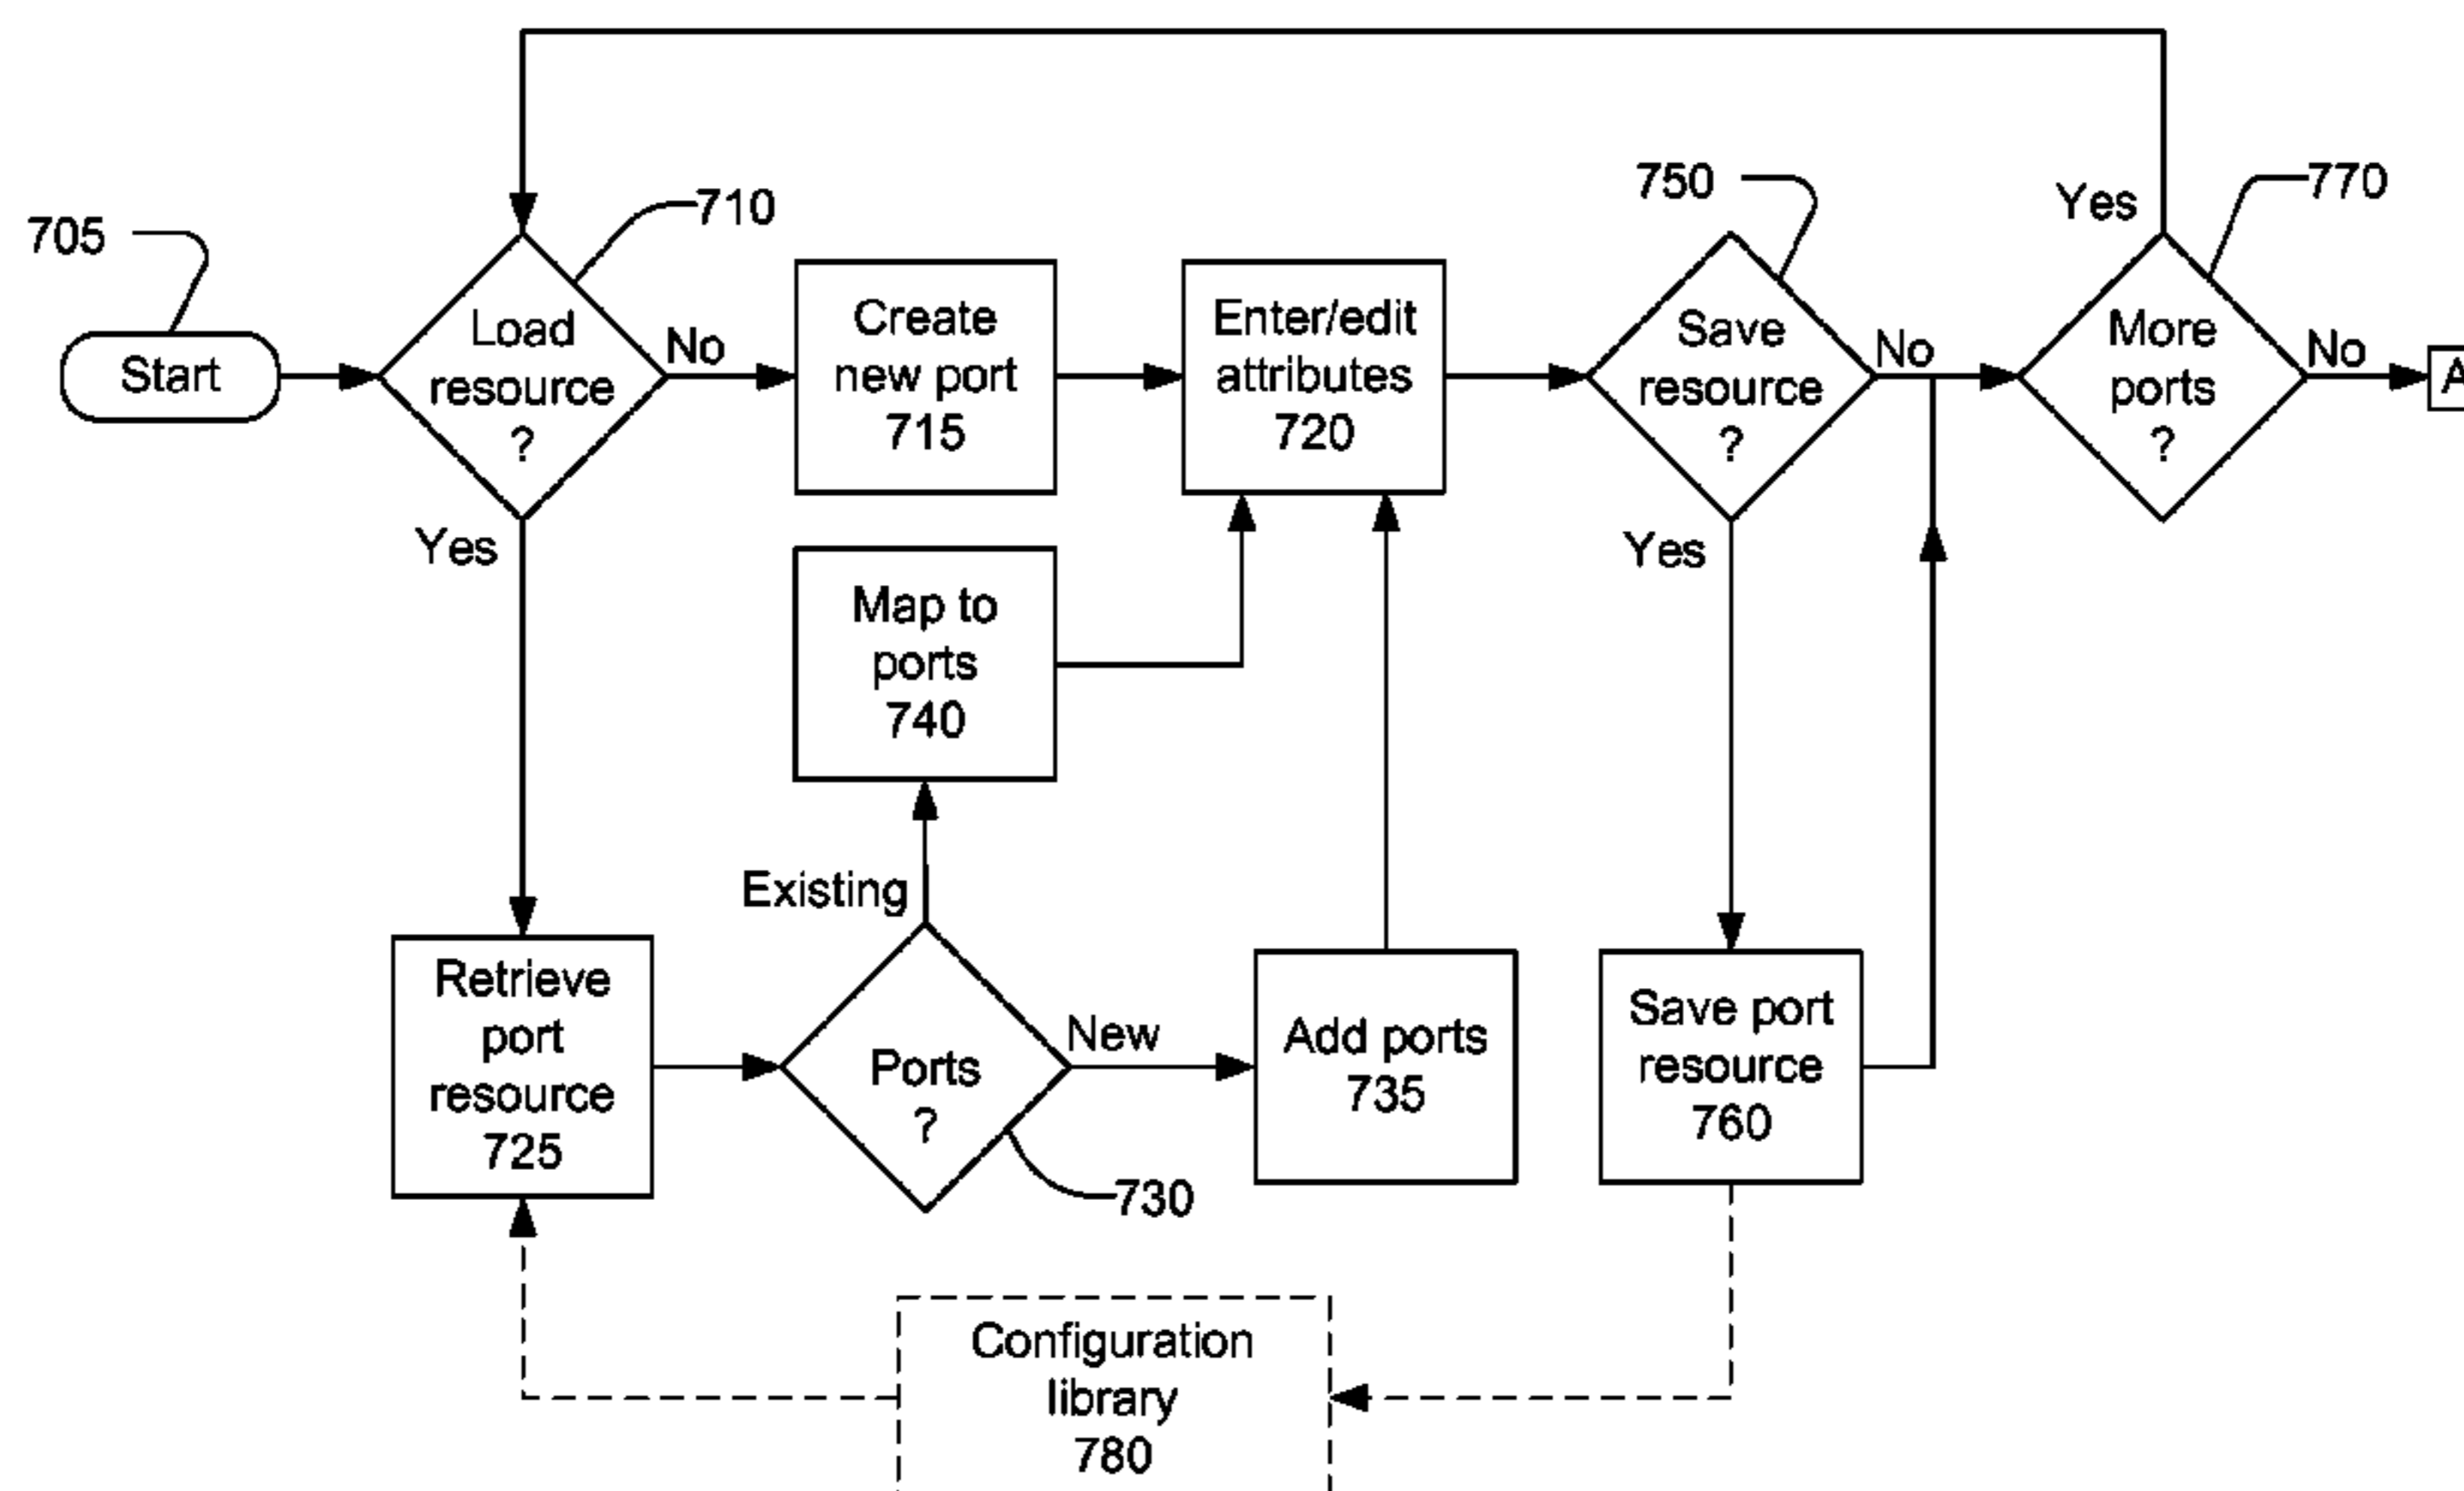 705
Start
710
Load
resource
?
No
Yes
Create
new port
715
Enter/edit
attributes
720
750
Save
resource
?
No
Yes
770
More
ports
?
Yes
No
A
Map to
ports
740
Existing
Retrieve
port
resource
725
Ports
?
730
New
Add ports
735
Save port
resource
760
Configuration
library
780